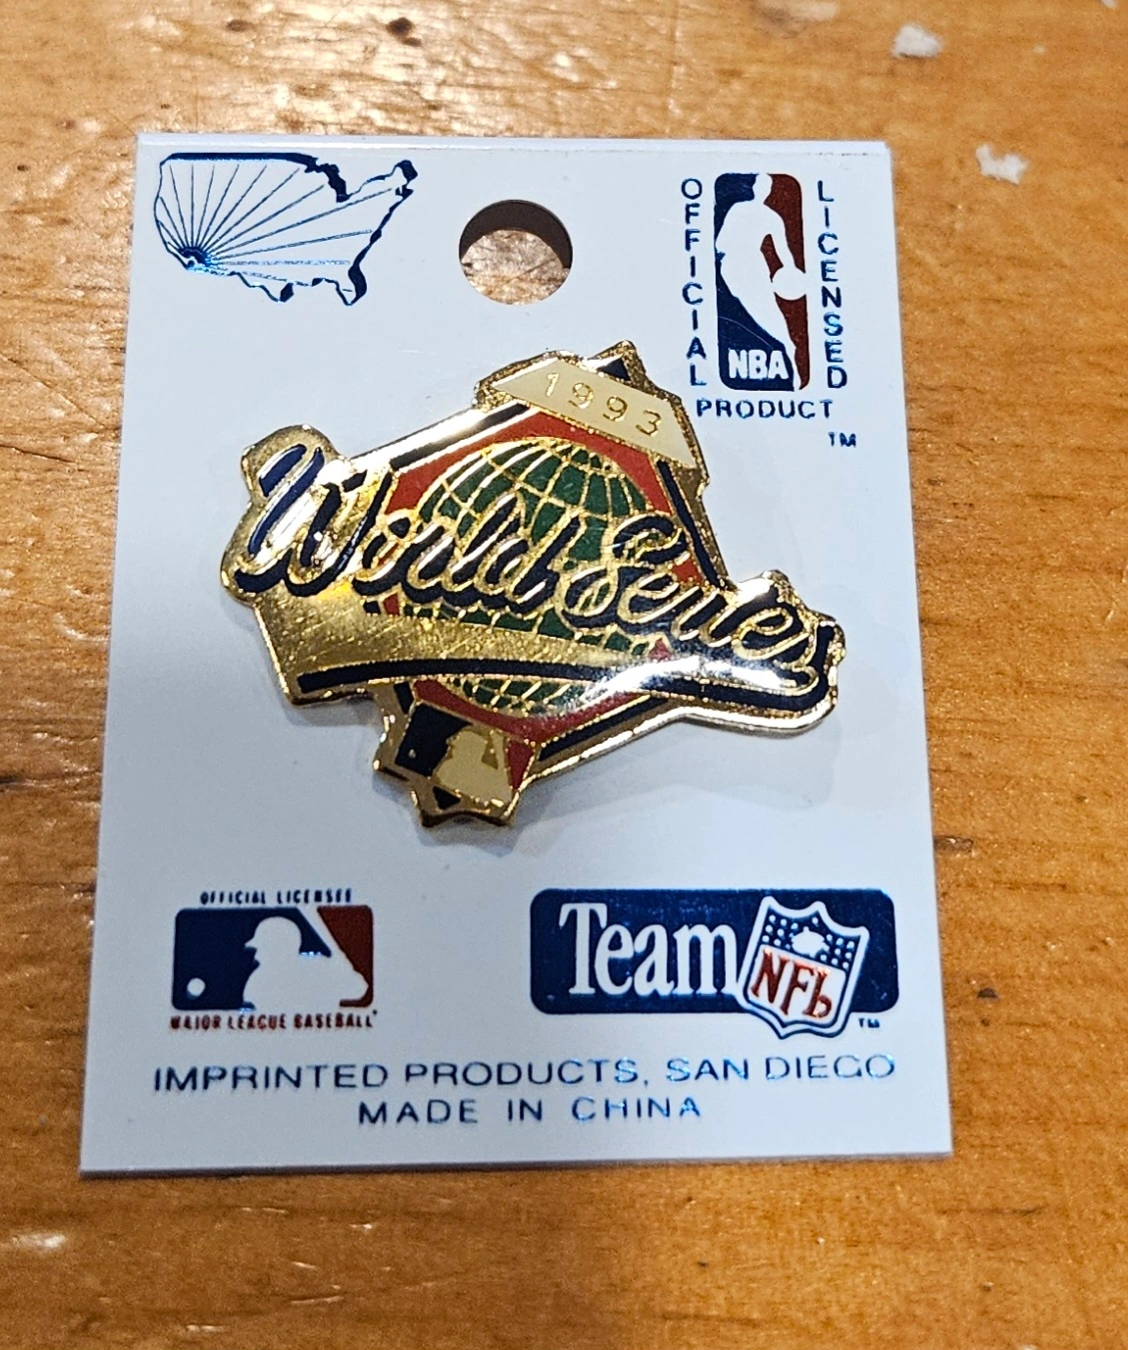 OFFICIAL
LICENSED
NBA
PRODUCT
TM
1993
World Series
OFFICIAL LICENSEE
MAJOR LEAGUE BASEBALL
Team
NFL
TM
IMPRINTED PRODUCTS, SAN DIEGO
MADE IN CHINA